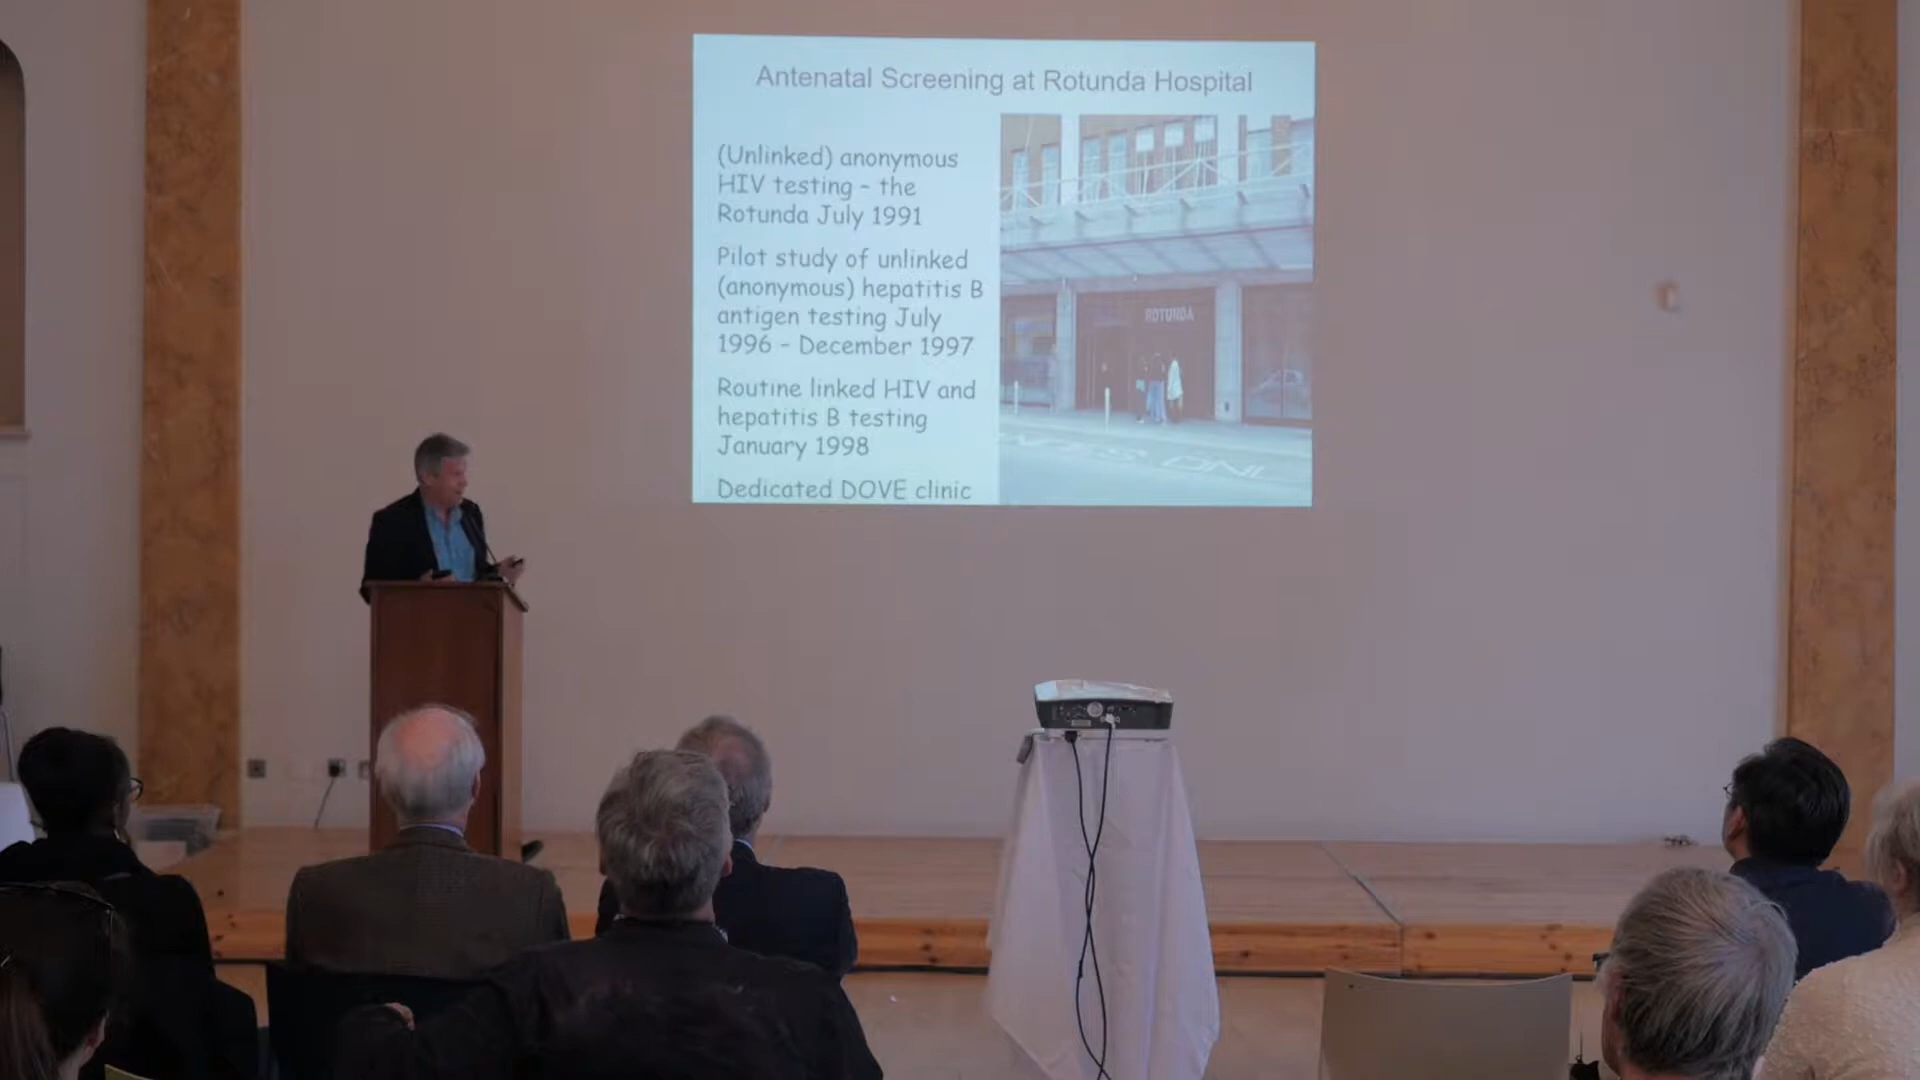 Antenatal Screening at Rotunda Hospital
(Unlinked) anonymous
HIV testing - the
Rotunda July 1991
Pilot study of unlinked
(anonymous) hepatitis B
antigen testing July
1996 - December 1997
Routine linked HIV and
hepatitis B testing
January 1998
Dedicated DOVE clinic
ROTUNDA